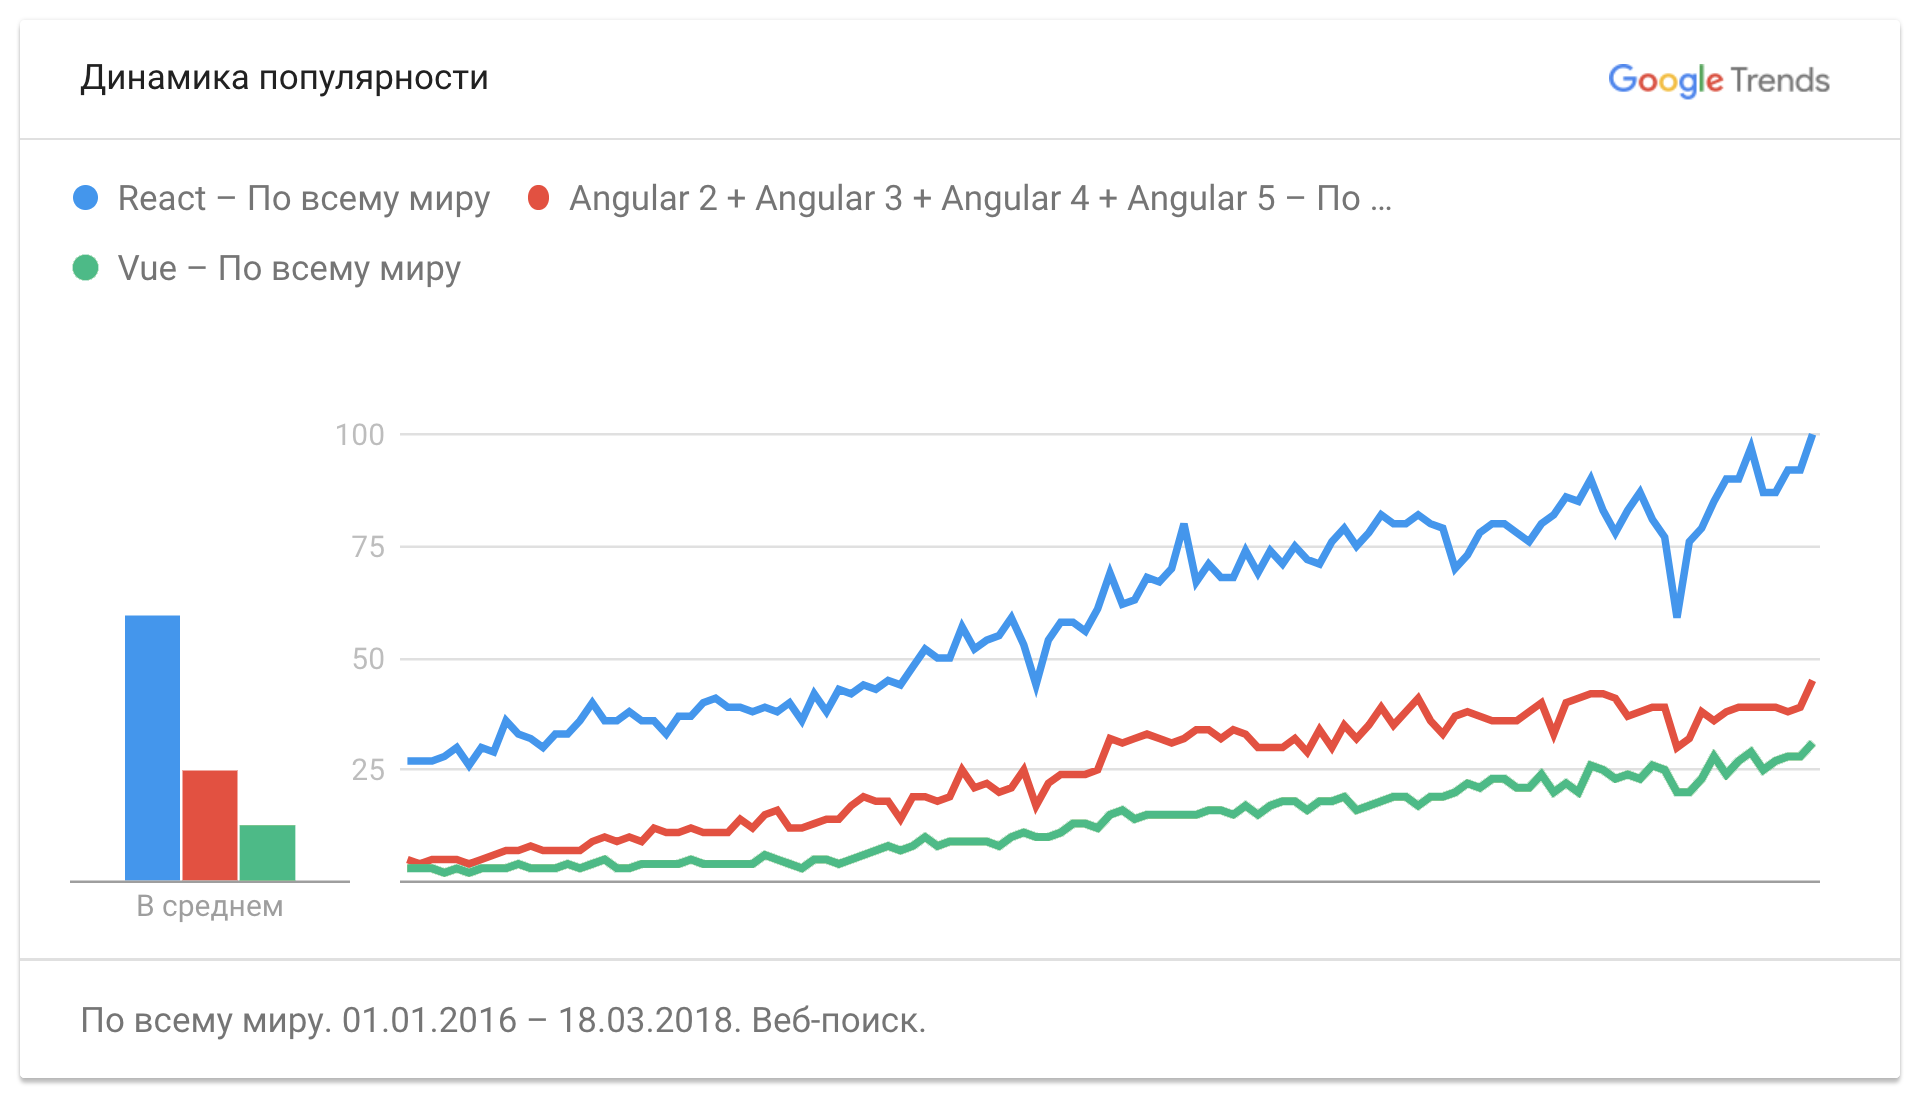 Динамика популярности
Google Trends
React – По всему миру
Angular 2 + Angular 3 + Angular 4 + Angular 5 – По ...
Vue – По всему миру
100
75
50
25
В среднем
По всему миру. 01.01.2016 – 18.03.2018. Веб-поиск.